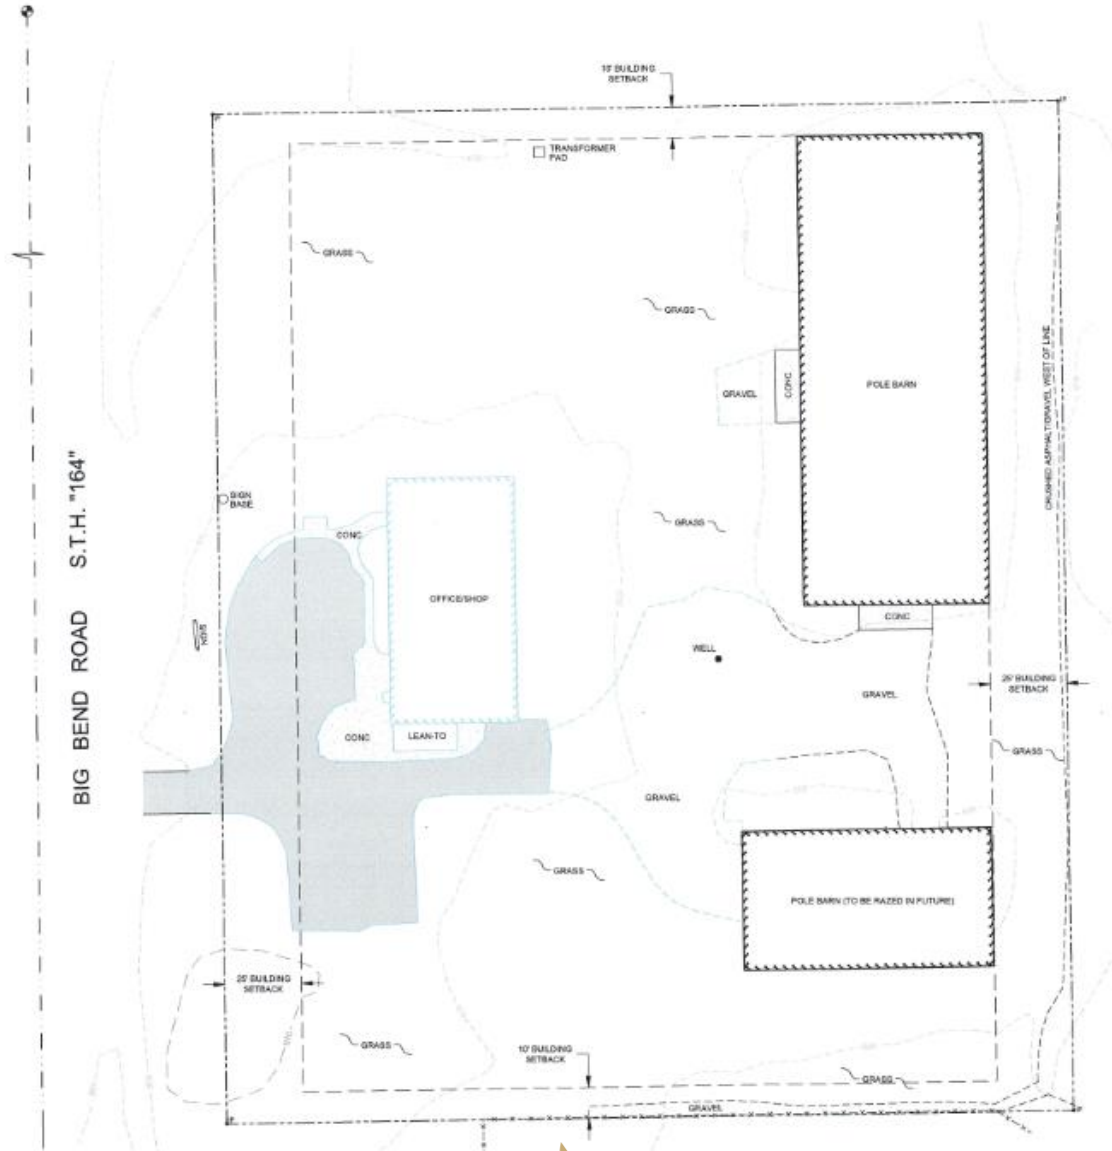 10' BUILDING
SETBACK
TRANSFORMER
PAD
GRASS
GRASS
CRUSHED ASPHALT/GRAVEL WEST OF LINE
POLE BARN
CONC
GRAVEL
BIG BEND ROAD S.T.H. "164"
SIGN
BASE
CONC
GRASS
OFFICE/SHOP
CONC
SIGN
WELL
25' BUILDING
SETBACK
GRAVEL
CONC
LEAN-TO
GRASS
GRAVEL
GRASS
POLE BARN (TO BE RAZED IN FUTURE)
25' BUILDING
SETBACK
GRASS
10' BUILDING
SETBACK
GRASS
GRAVEL